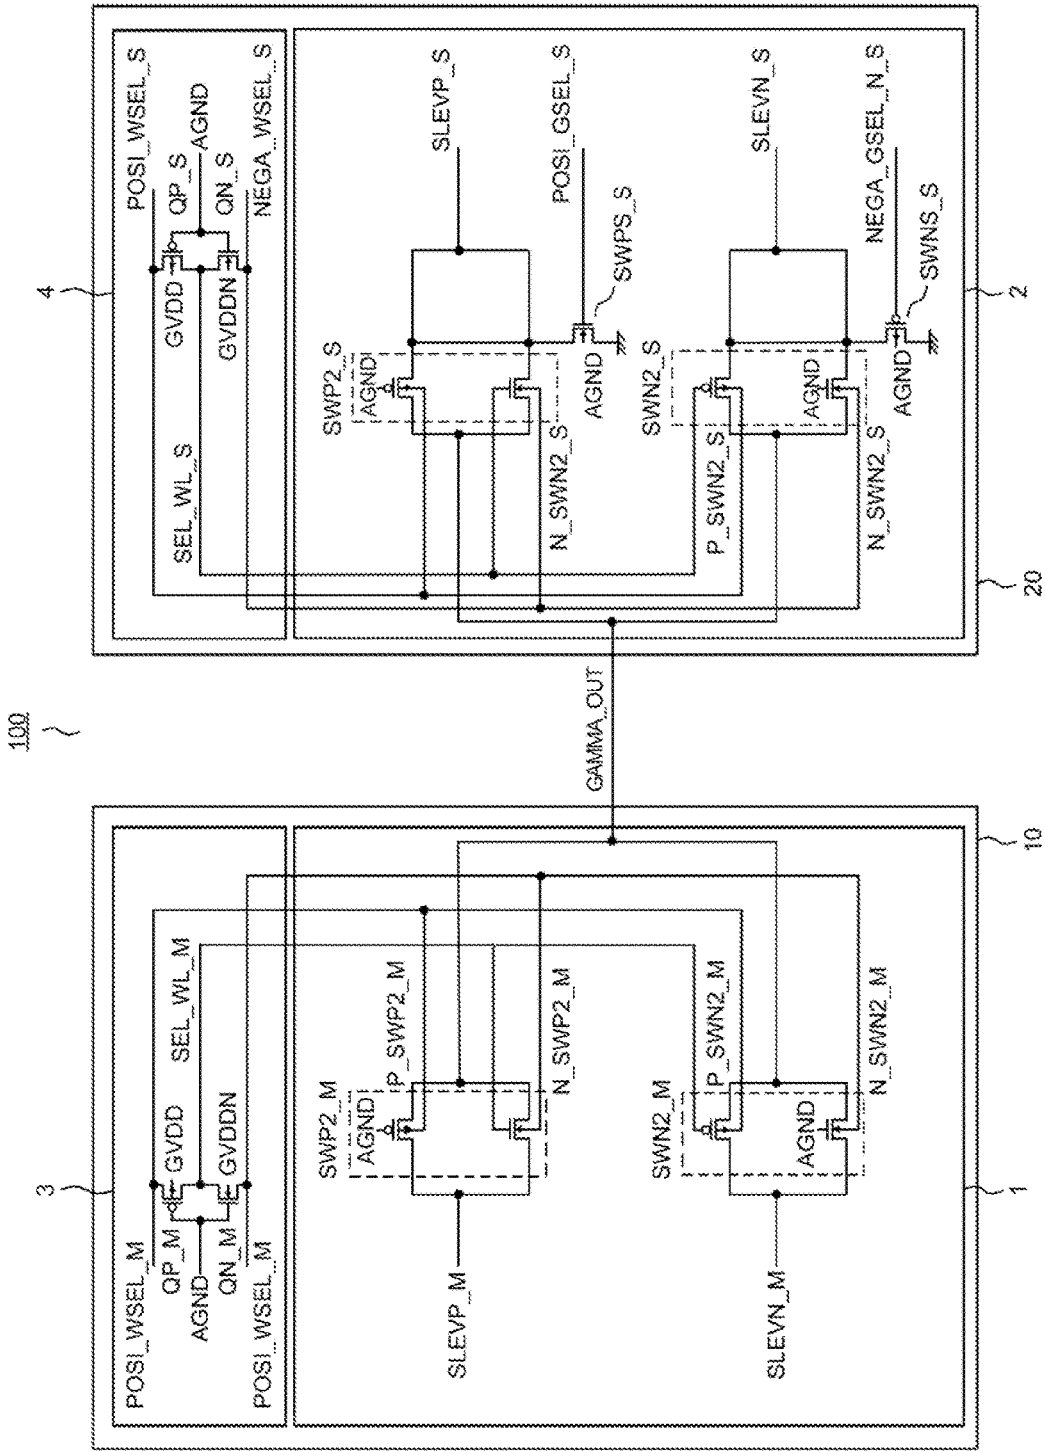 100
3
POSI_WSEL_M
QP_M
GVDD
AGND
SEL_WL_M
QN_M
GVDDN
POSI_WSEL_M
SWP2_M
AGND
P_SWP2_M
SLEVP_M
N_SWP2_M
SWN2_M
P_SWN2_M
SLEVN_M
AGND
N_SWN2_M
1
10
GAMMA_OUT
4
POSI_WSEL_S
GVDD
QP_S
SEL_WL_S
AGND
GVDDN
QN_S
NEGA_WSEL_S
SWP2_S
AGND
SLEVP_S
N_SWN2_S
AGND
SWPS_S
POSI_GSEL_S
SWN2_S
P_SWN2_S
SLEVN_S
AGND
N_SWN2_S
AGND
SWNS_S
NEGA_GSEL_N_S
20
2